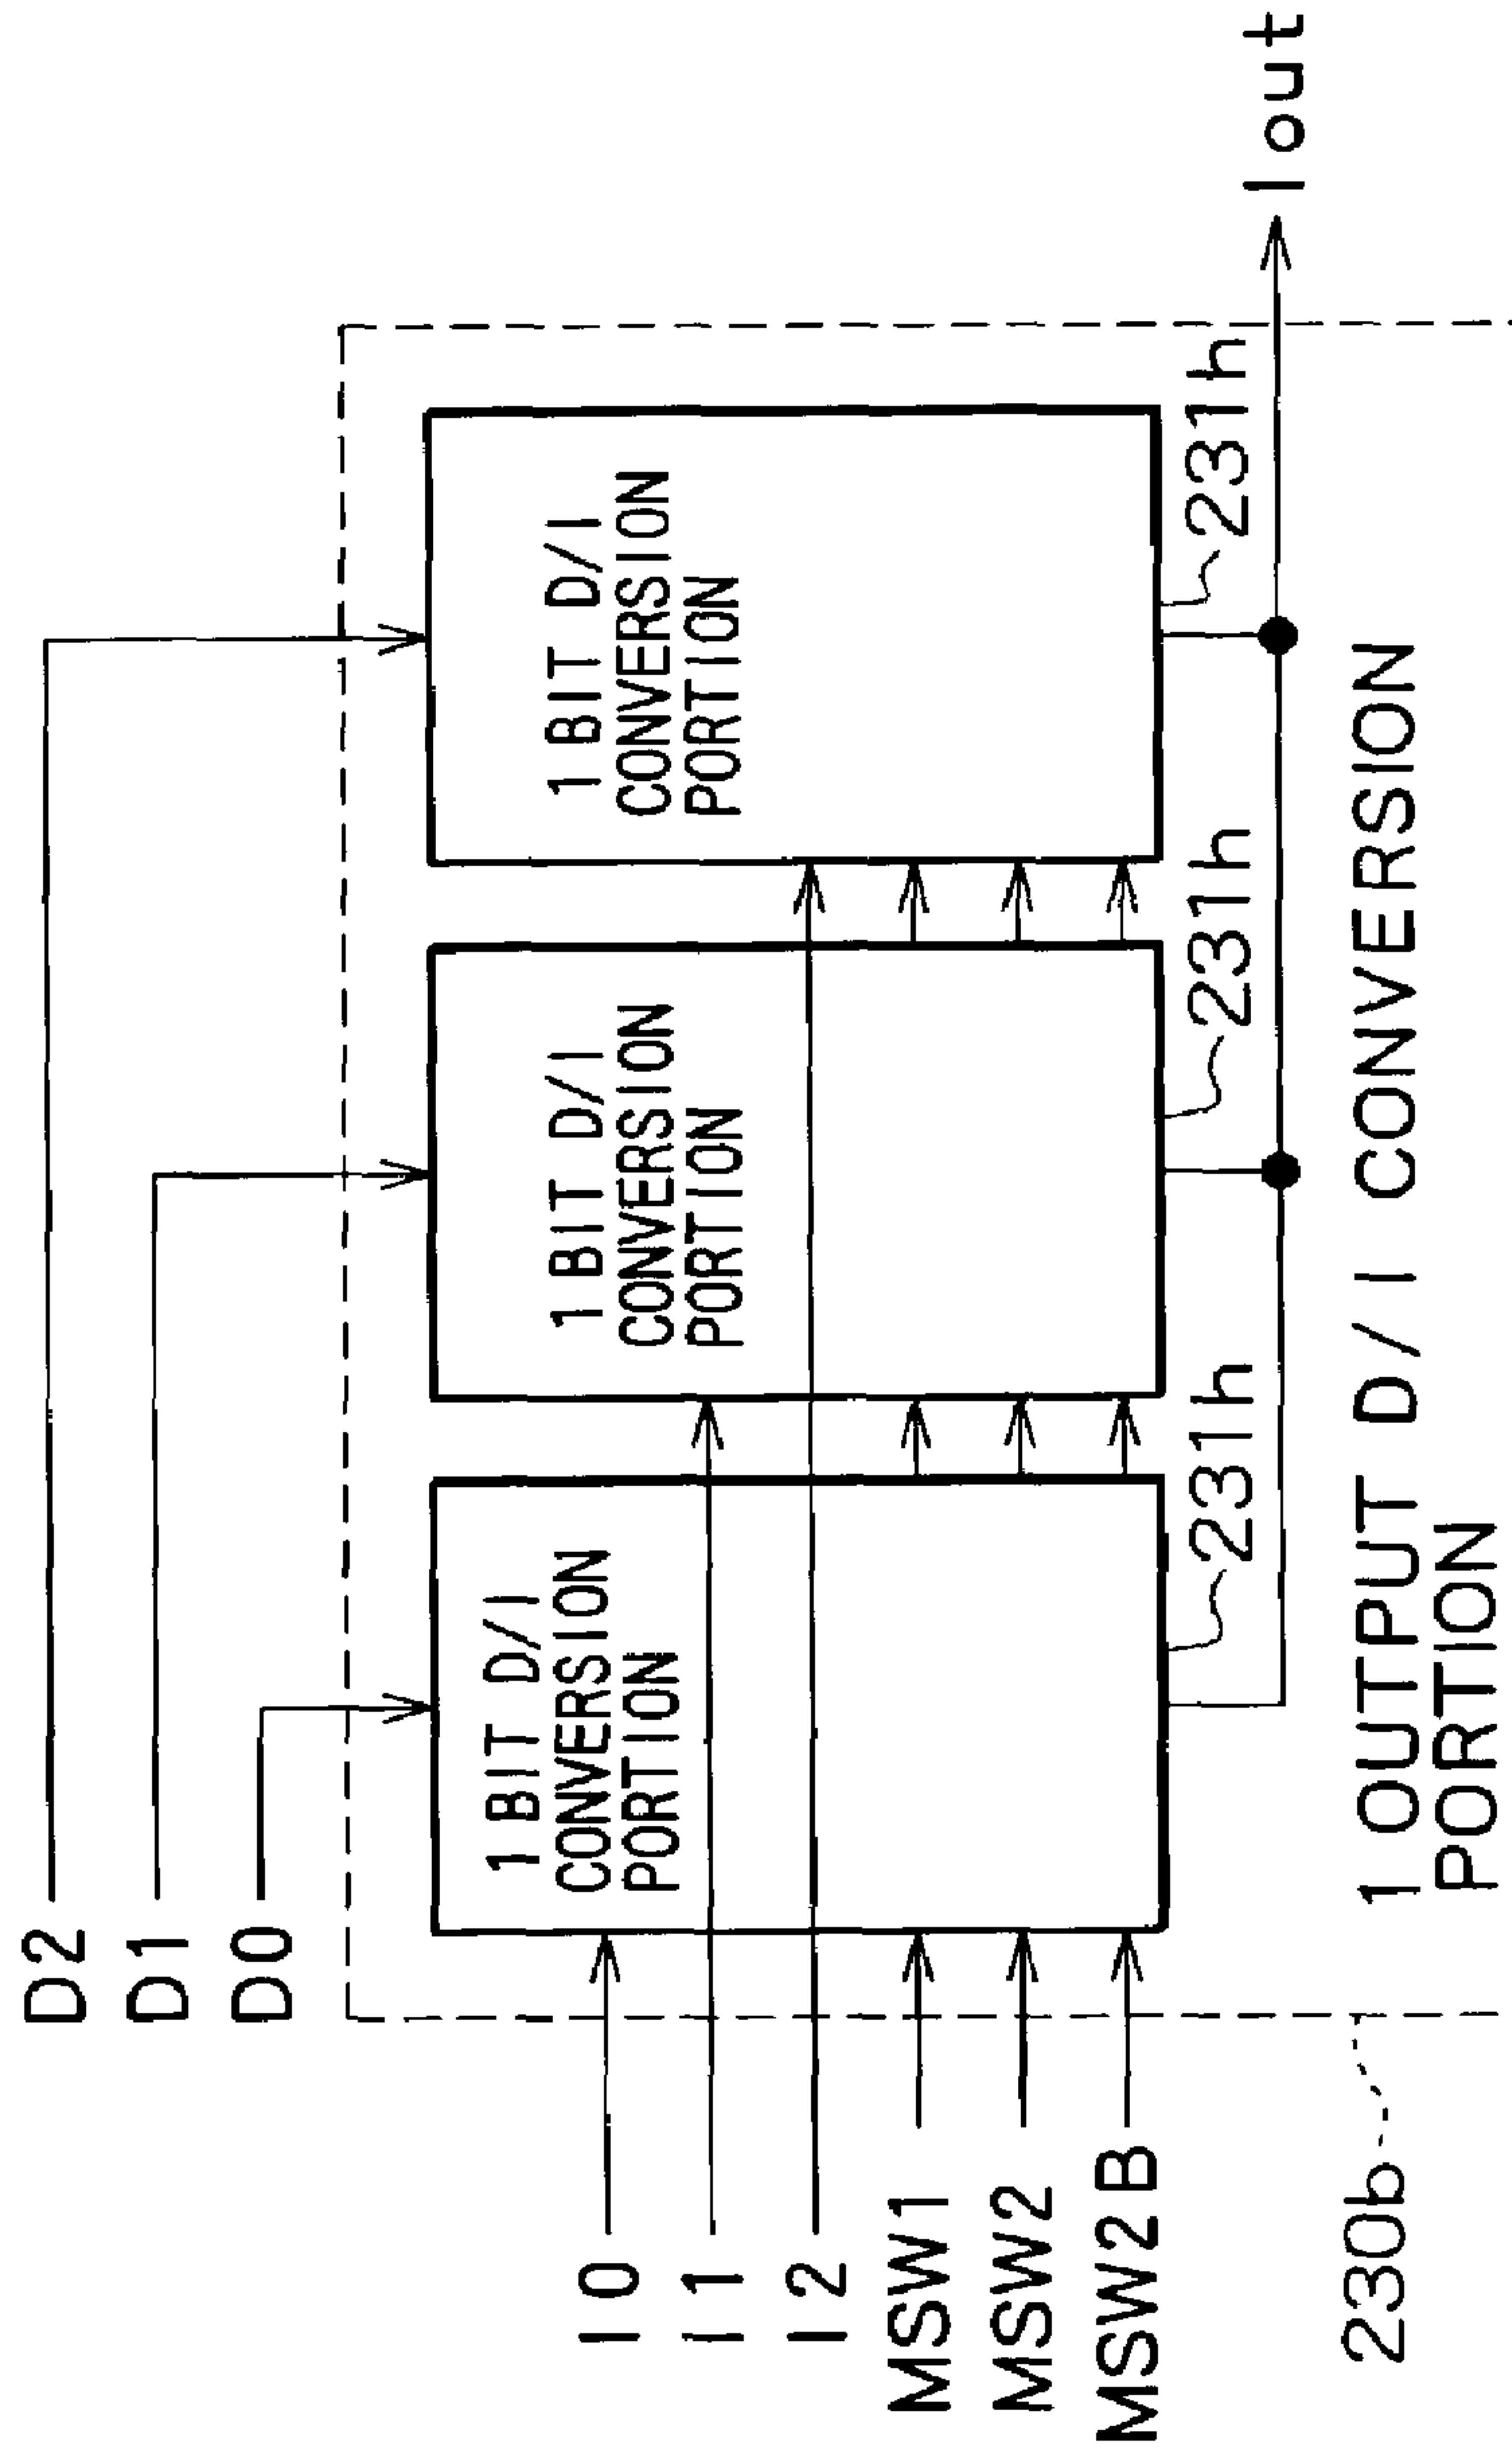 D2
D1
D0
I0
I1
I2
MSW1
MSW2
MSW2B
1 BIT D/I
CONVERSION
PORTION
1 BIT D/I
CONVERSION
PORTION
1 BIT D/I
CONVERSION
PORTION
231h
231h
231h
Iout
230b
1 OUTPUT D/I CONVERSION
PORTION